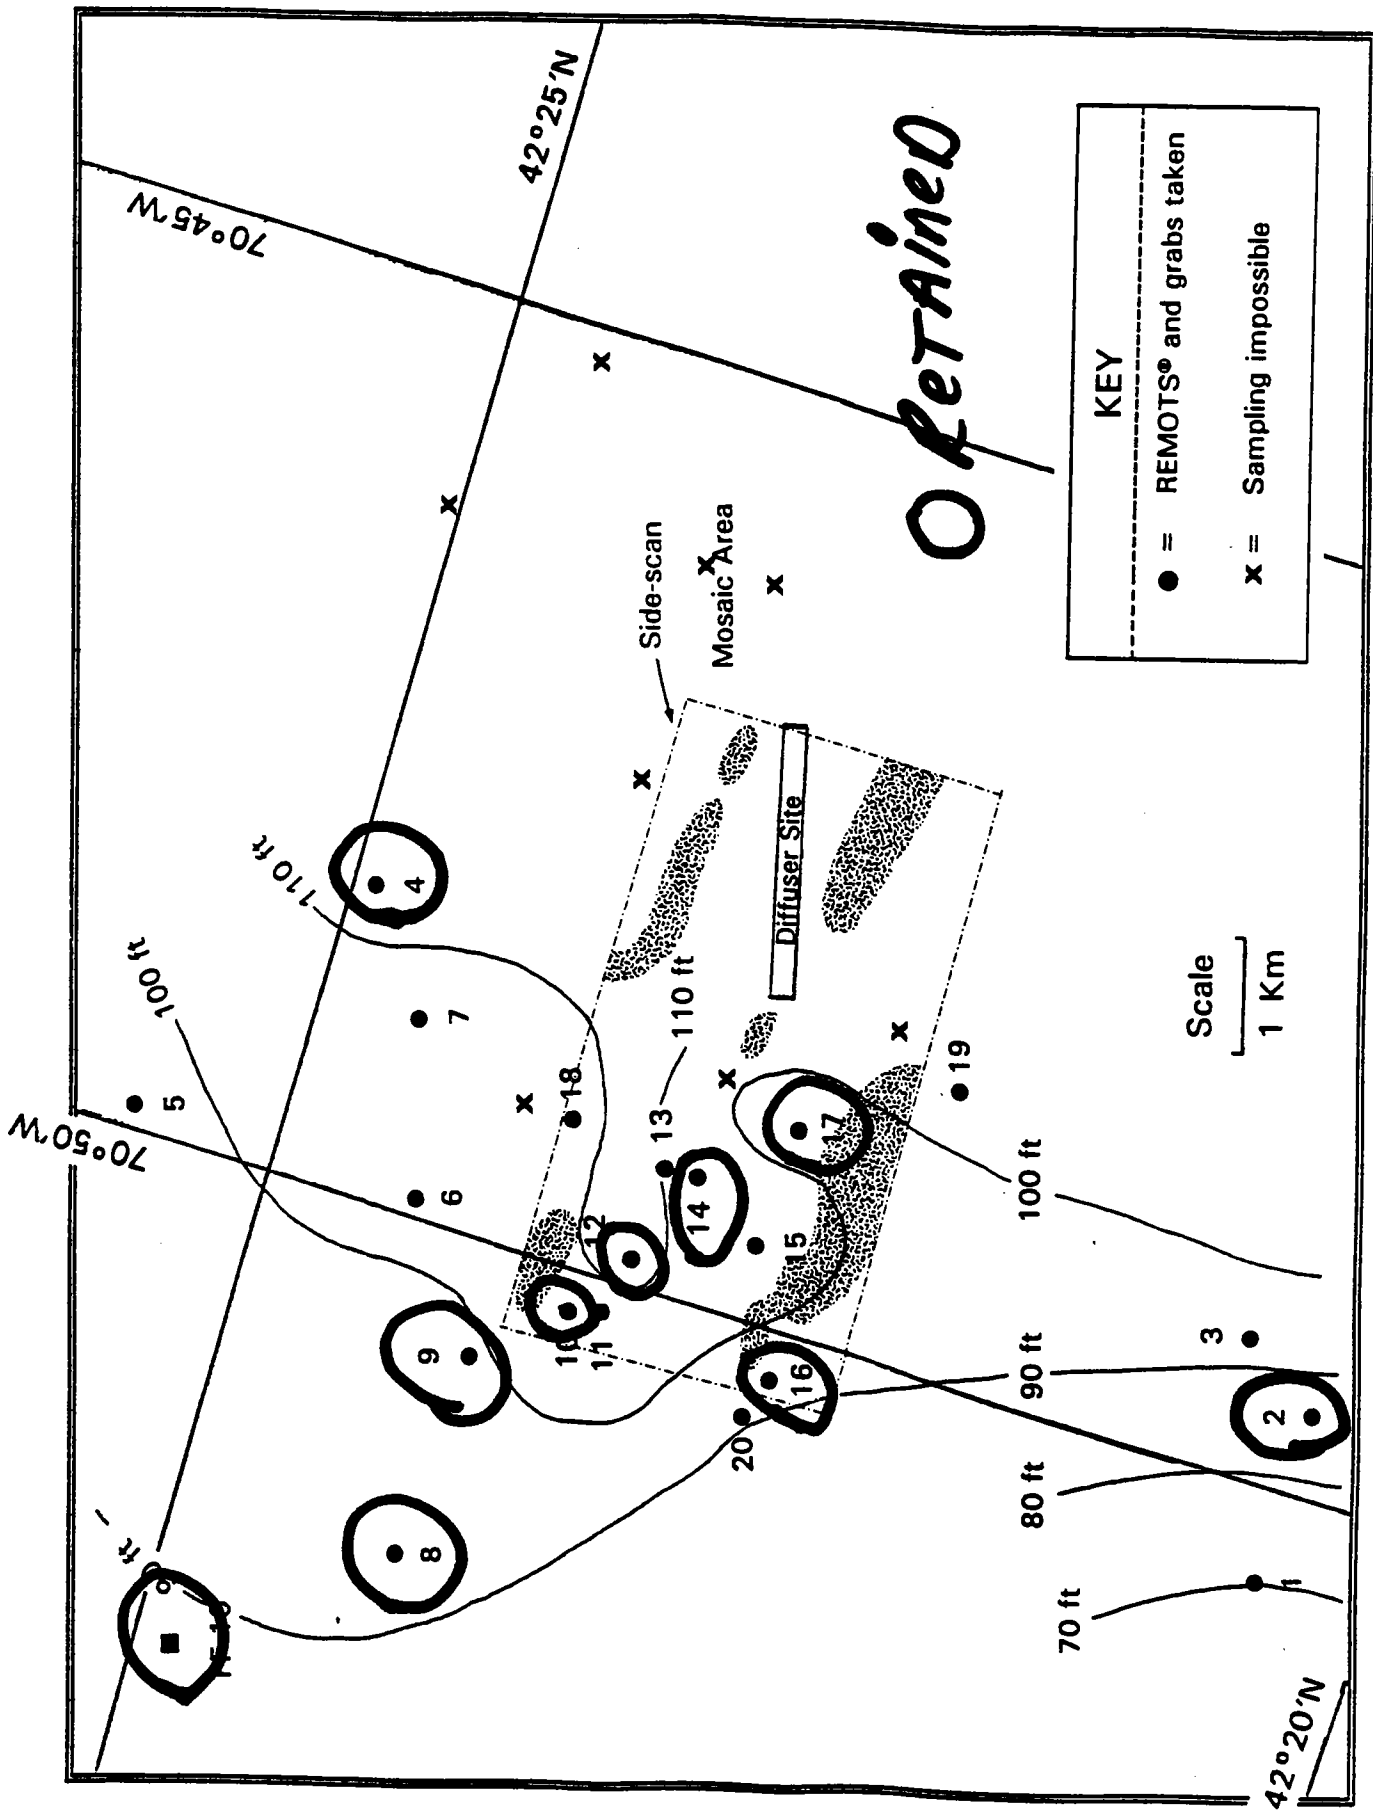 42°25'N
70°45'W
70°50'W
42°20'N
100 ft
110 ft
ft
5
4
7
6
9
8
18
12
10
11
13
110 ft
14
15
17
16
20
19
Side-scan
Mosaic Area
Diffuser Site
O RETAINED
100 ft
90 ft
80 ft
70 ft
3
2
1
Scale
1 Km
KEY
● = REMOTS® and grabs taken
x = Sampling impossible